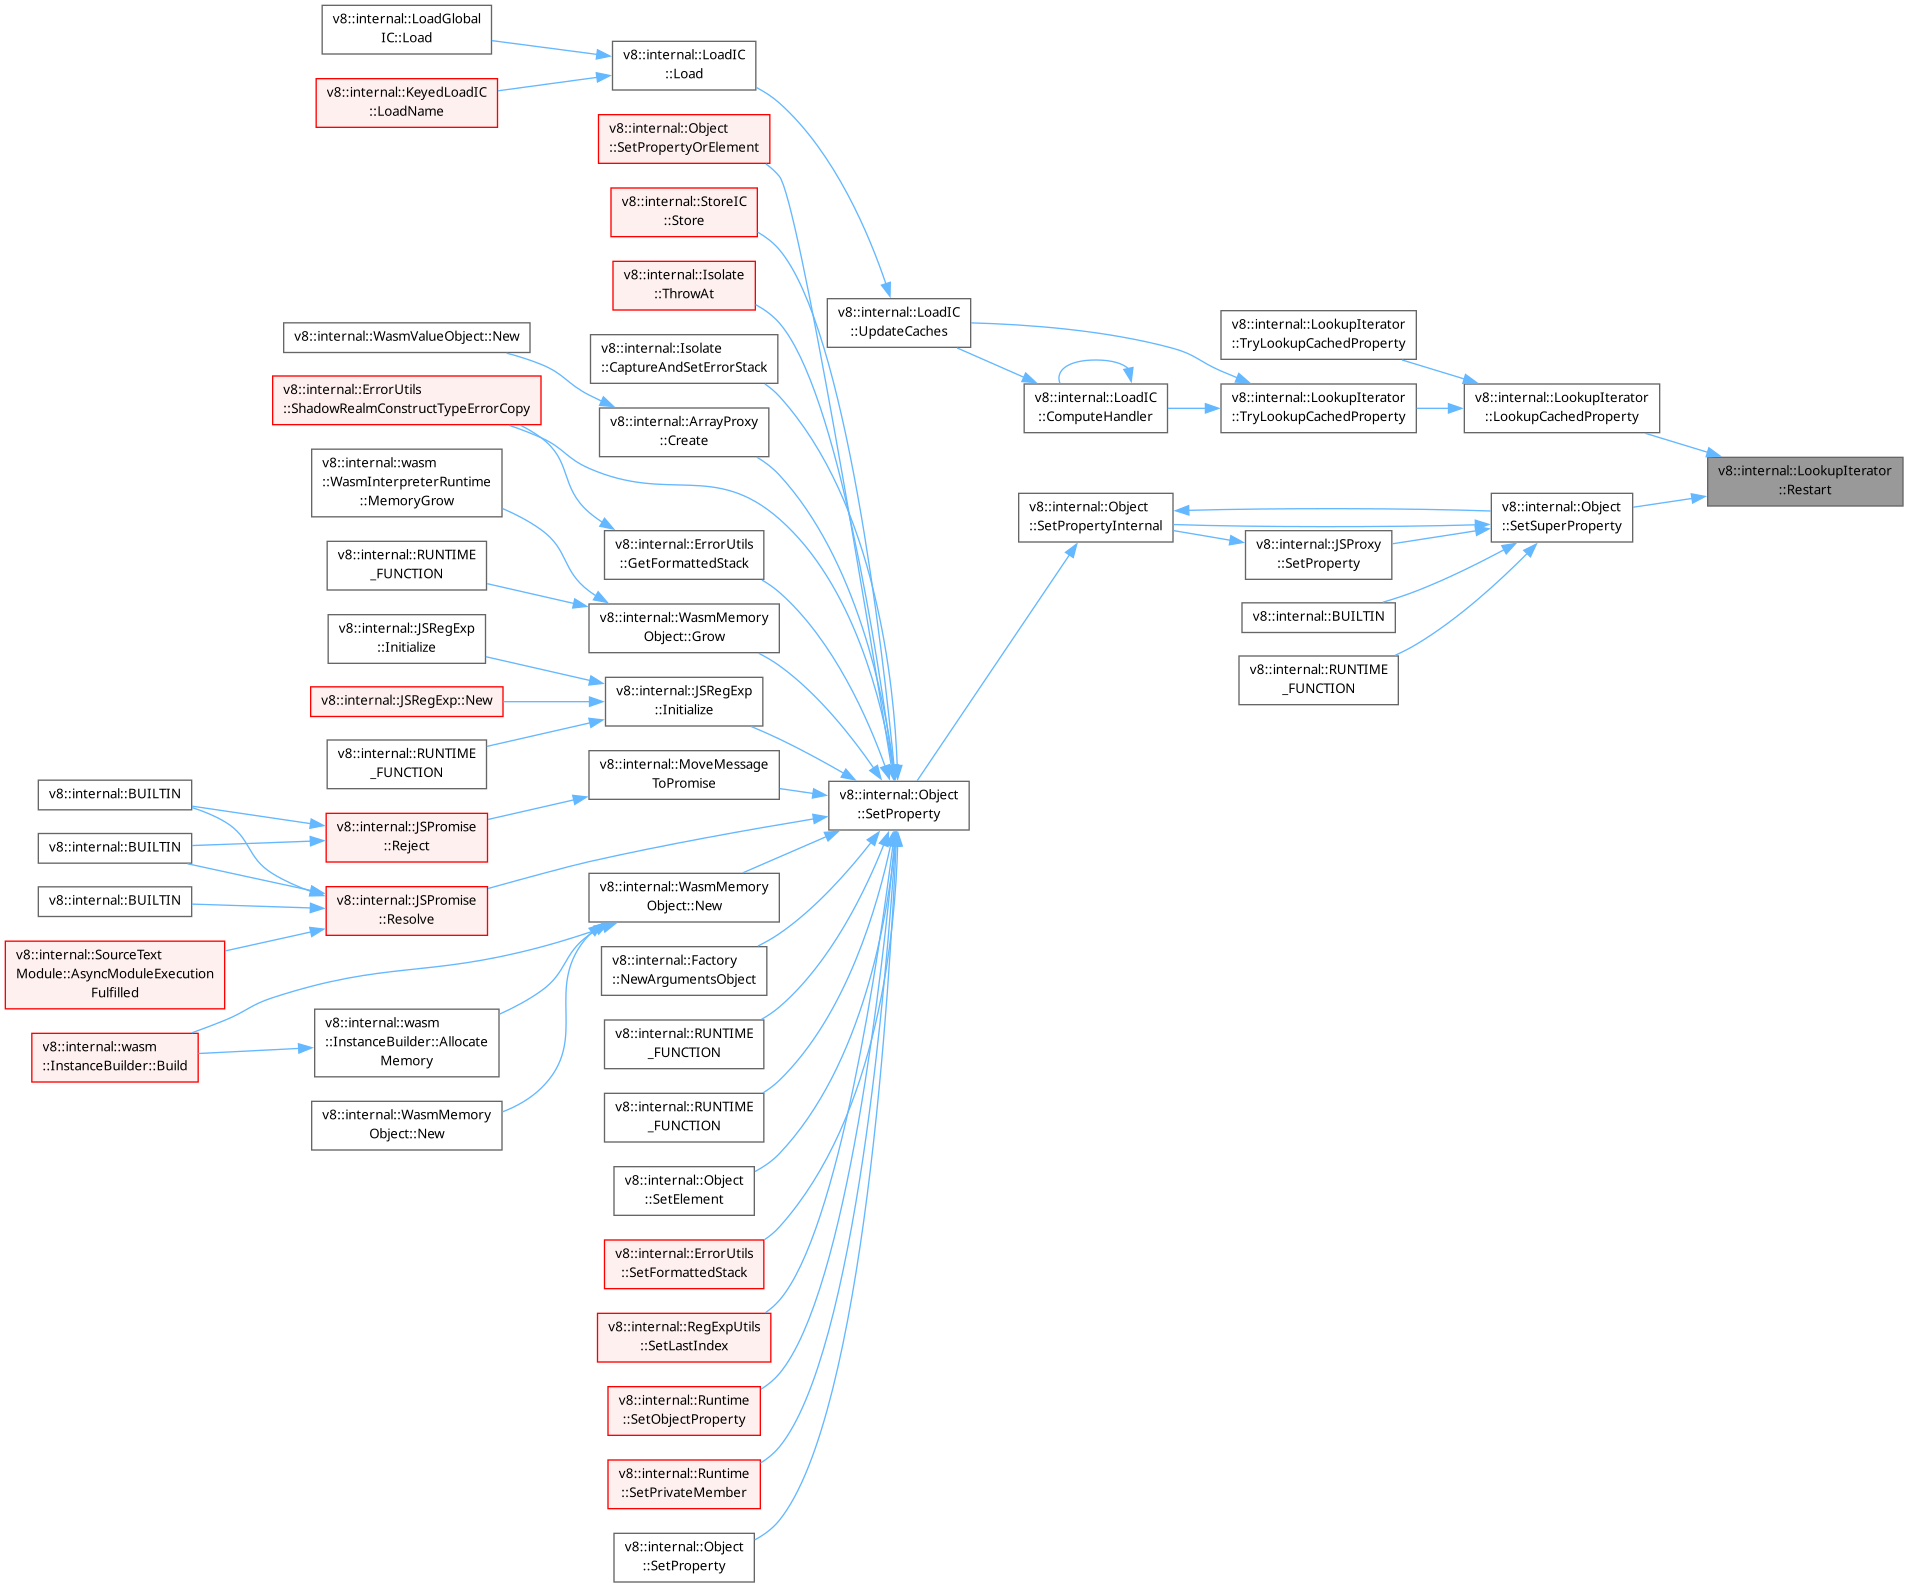 v8::internal::LoadGlobal
IC::Load
v8::internal::KeyedLoadIC
::LoadName
v8::internal::LoadIC
::Load
v8::internal::Object
::SetPropertyOrElement
v8::internal::StoreIC
::Store
v8::internal::Isolate
::ThrowAt
v8::internal::Isolate
::CaptureAndSetErrorStack
v8::internal::WasmValueObject::New
v8::internal::ErrorUtils
::ShadowRealmConstructTypeErrorCopy
v8::internal::ArrayProxy
::Create
v8::internal::wasm
::WasmInterpreterRuntime
::MemoryGrow
v8::internal::ErrorUtils
::GetFormattedStack
v8::internal::RUNTIME
_FUNCTION
v8::internal::WasmMemory
Object::Grow
v8::internal::JSRegExp
::Initialize
v8::internal::JSRegExp::New
v8::internal::JSRegExp
::Initialize
v8::internal::RUNTIME
_FUNCTION
v8::internal::MoveMessage
ToPromise
v8::internal::BUILTIN
v8::internal::BUILTIN
v8::internal::BUILTIN
v8::internal::JSPromise
::Reject
v8::internal::JSPromise
::Resolve
v8::internal::SourceText
Module::AsyncModuleExecution
Fulfilled
v8::internal::wasm
::InstanceBuilder::Build
v8::internal::wasm
::InstanceBuilder::Allocate
Memory
v8::internal::WasmMemory
Object::New
v8::internal::WasmMemory
Object::New
v8::internal::Factory
::NewArgumentsObject
v8::internal::RUNTIME
_FUNCTION
v8::internal::RUNTIME
_FUNCTION
v8::internal::Object
::SetElement
v8::internal::ErrorUtils
::SetFormattedStack
v8::internal::RegExpUtils
::SetLastIndex
v8::internal::Runtime
::SetObjectProperty
v8::internal::Runtime
::SetPrivateMember
v8::internal::Object
::SetProperty
v8::internal::Object
::SetProperty
v8::internal::LoadIC
::UpdateCaches
v8::internal::LoadIC
::ComputeHandler
v8::internal::LookupIterator
::TryLookupCachedProperty
v8::internal::LookupIterator
::TryLookupCachedProperty
v8::internal::LookupIterator
::LookupCachedProperty
v8::internal::LookupIterator
::Restart
v8::internal::Object
::SetPropertyInternal
v8::internal::Object
::SetSuperProperty
v8::internal::JSProxy
::SetProperty
v8::internal::BUILTIN
v8::internal::RUNTIME
_FUNCTION